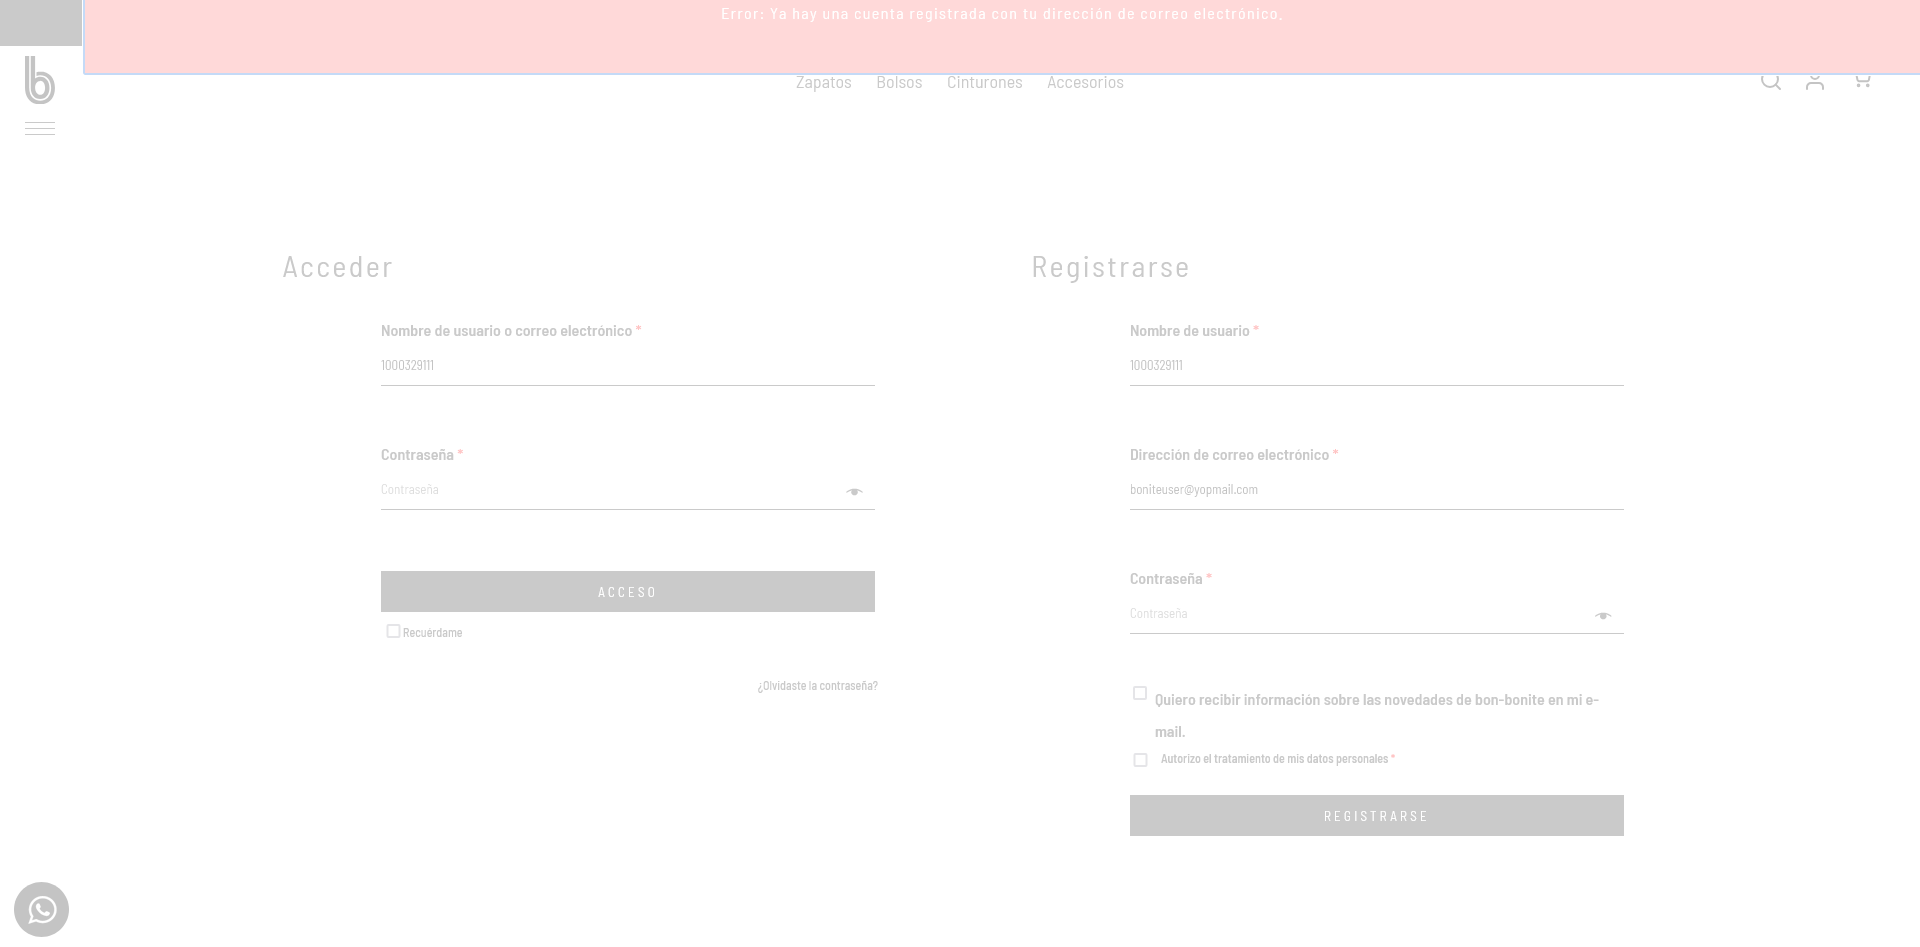 Error: Ya hay una cuenta registrada con tu dirección de correo electrónico.
b
Zapatos Bolsos Cinturones Accesorios
Acceder
Nombre de usuario o correo electrónico *
1000329111
Contraseña *
Contraseña
ACCESO
Recuérdame
¿Olvidaste la contraseña?
Registrarse
Nombre de usuario *
1000329111
Dirección de correo electrónico *
boniteuser@yopmail.com
Contraseña *
Contraseña
Quiero recibir información sobre las novedades de bon-bonite en mi e-
mail.
Autorizo el tratamiento de mis datos personales *
REGISTRARSE